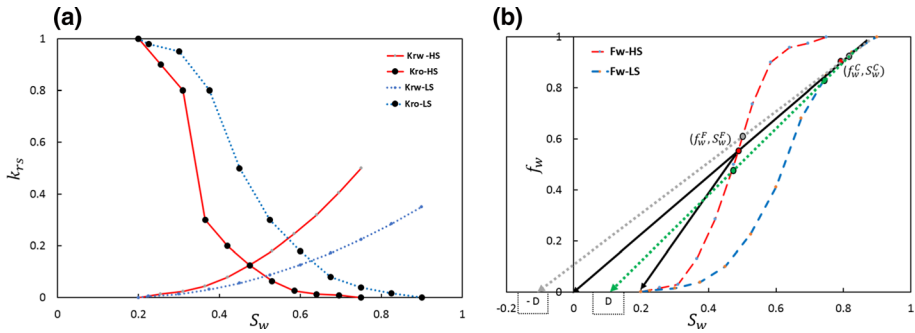 (a)
1
0.8
0.6
0.4
0.2
0
k_rs
0 0.2 0.4 0.6 0.8 1
S_w
Krw -HS
Kro-HS
Krw-LS
Kro-LS
(b)
1
0.8
0.6
0.4
0.2
0
f_w
-0.2 0 0.2 0.4 0.6 0.8 1
S_w
Fw-HS
Fw-LS
(f_w^C, S_w^C)
(f_w^F, S_w^F)
- D
D